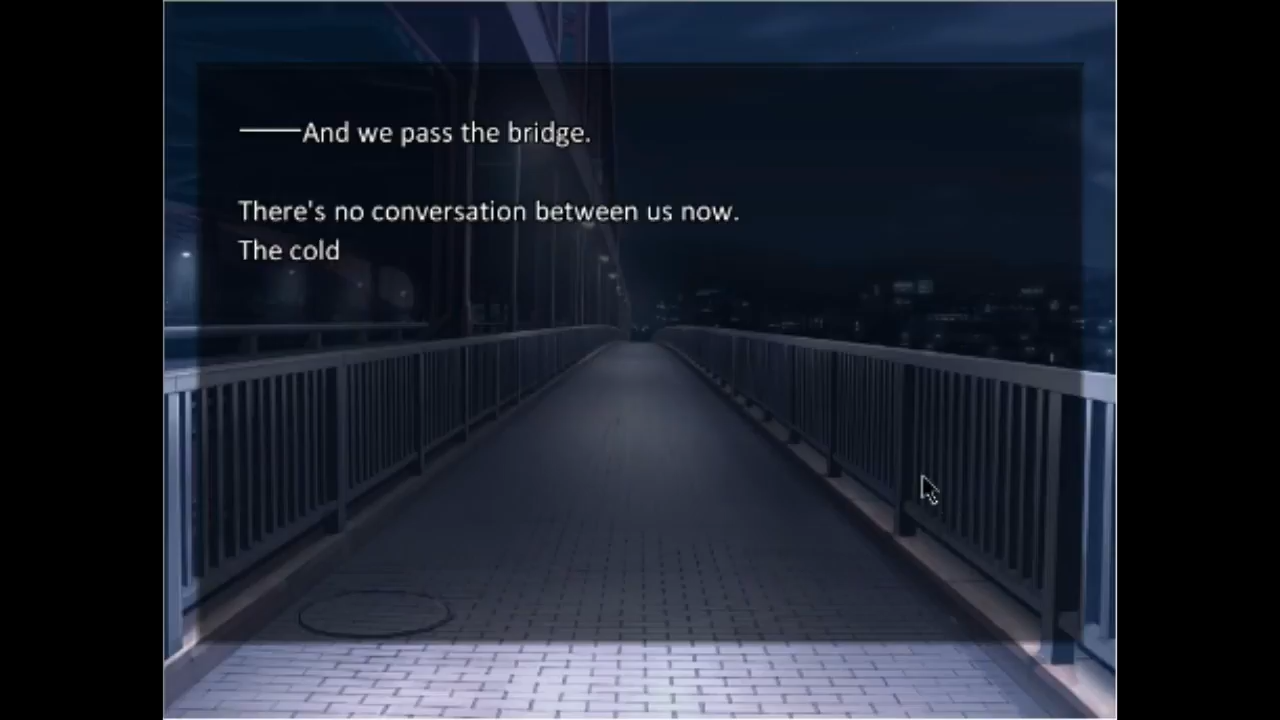 ――And we pass the bridge.
There's no conversation between us now.
The cold